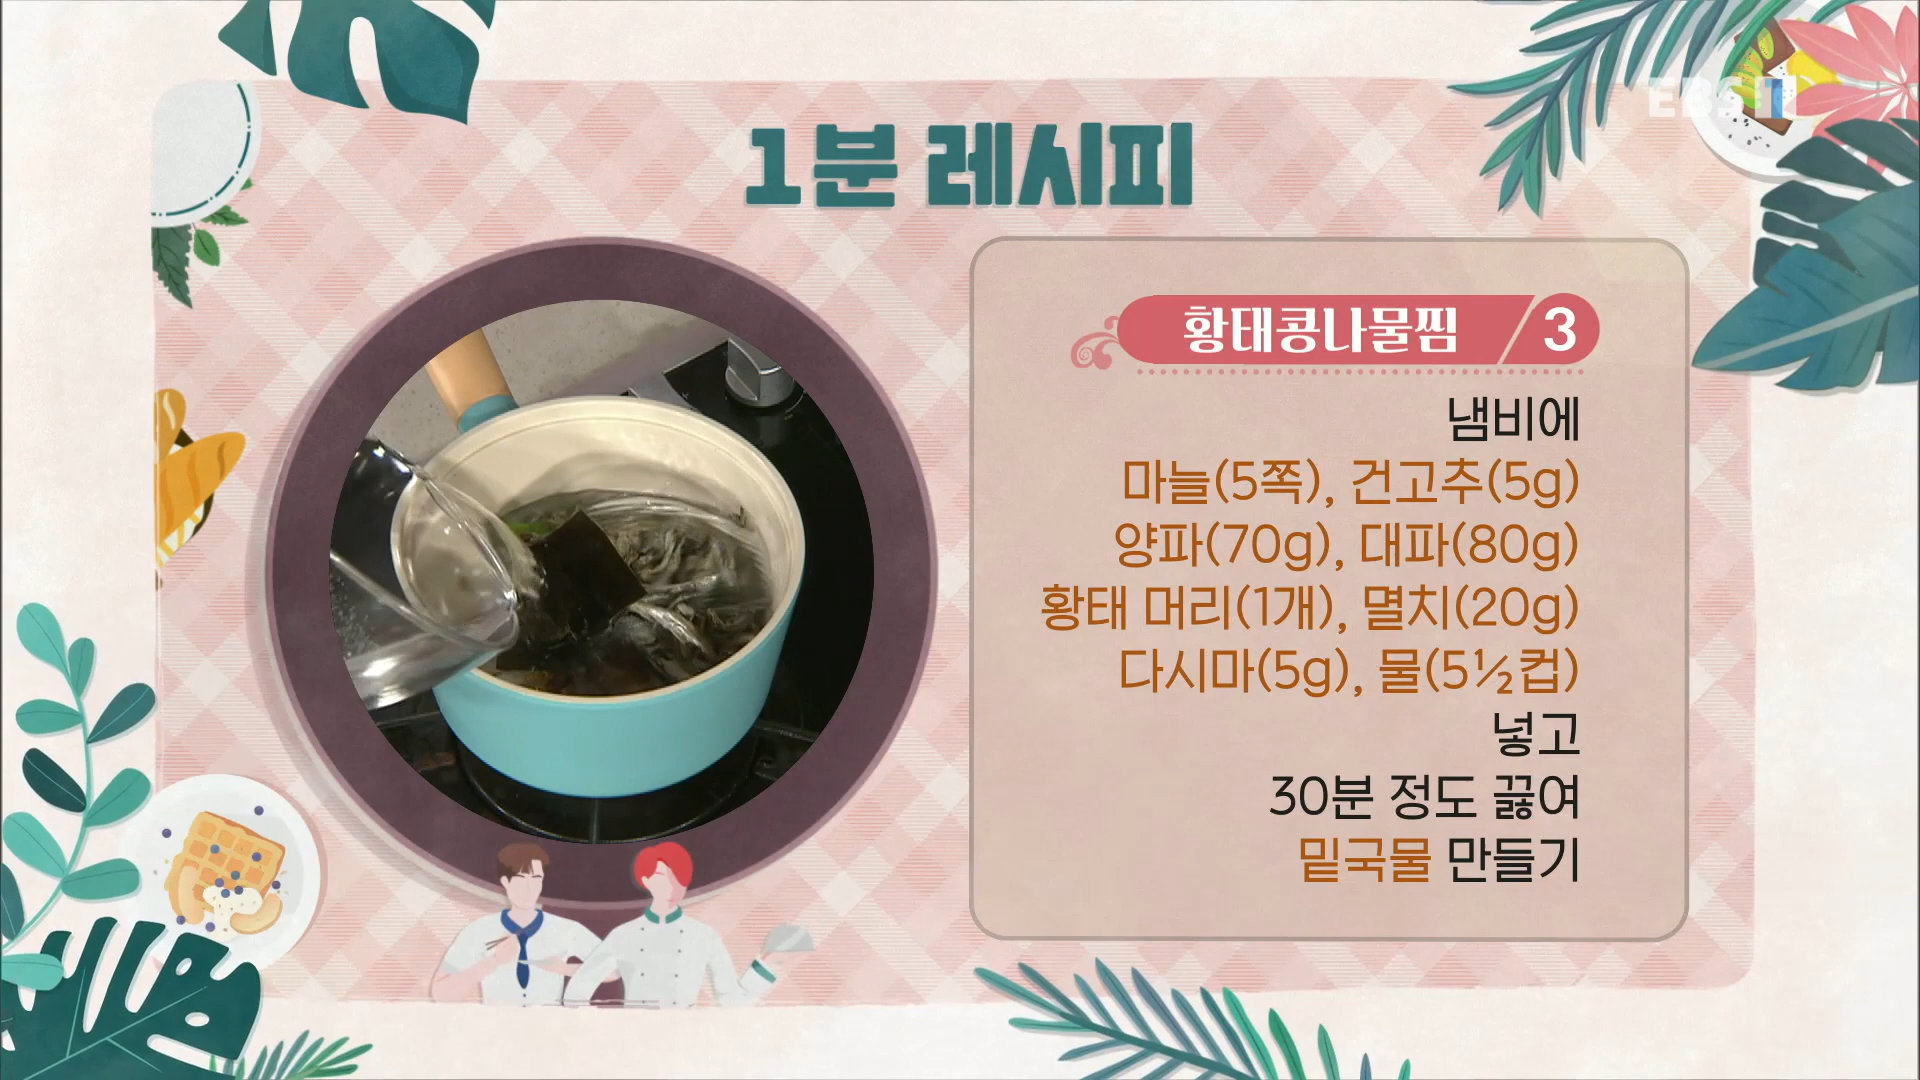 EBS 1
1분 레시피
황태콩나물찜 / 3
냄비에
마늘(5쪽), 건고추(5g)
양파(70g), 대파(80g)
황태 머리(1개), 멸치(20g)
다시마(5g), 물(5½컵)
넣고
30분 정도 끓여
밑국물 만들기